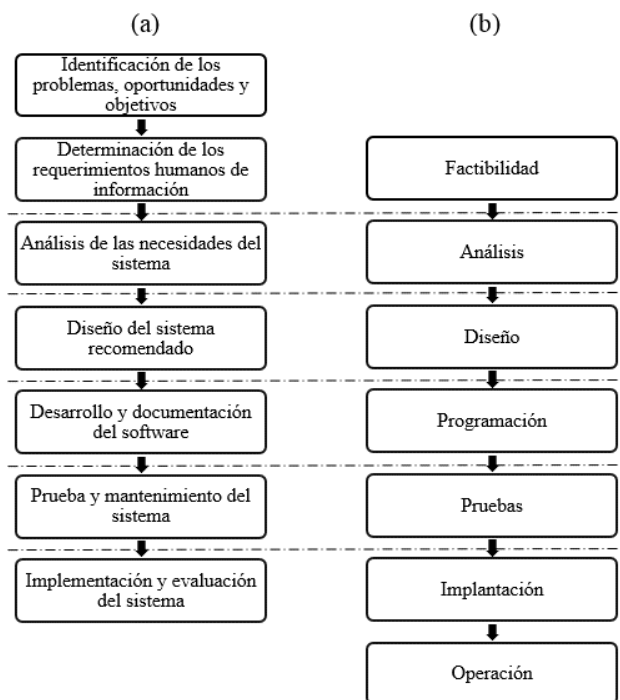 (a)
Identificación de los
problemas, oportunidades y
objetivos
Determinación de los
requerimientos humanos de
información
Análisis de las necesidades del
sistema
Diseño del sistema
recomendado
Desarrollo y documentación
del software
Prueba y mantenimiento del
sistema
Implementación y evaluación
del sistema
(b)
Factibilidad
Análisis
Diseño
Programación
Pruebas
Implantación
Operación